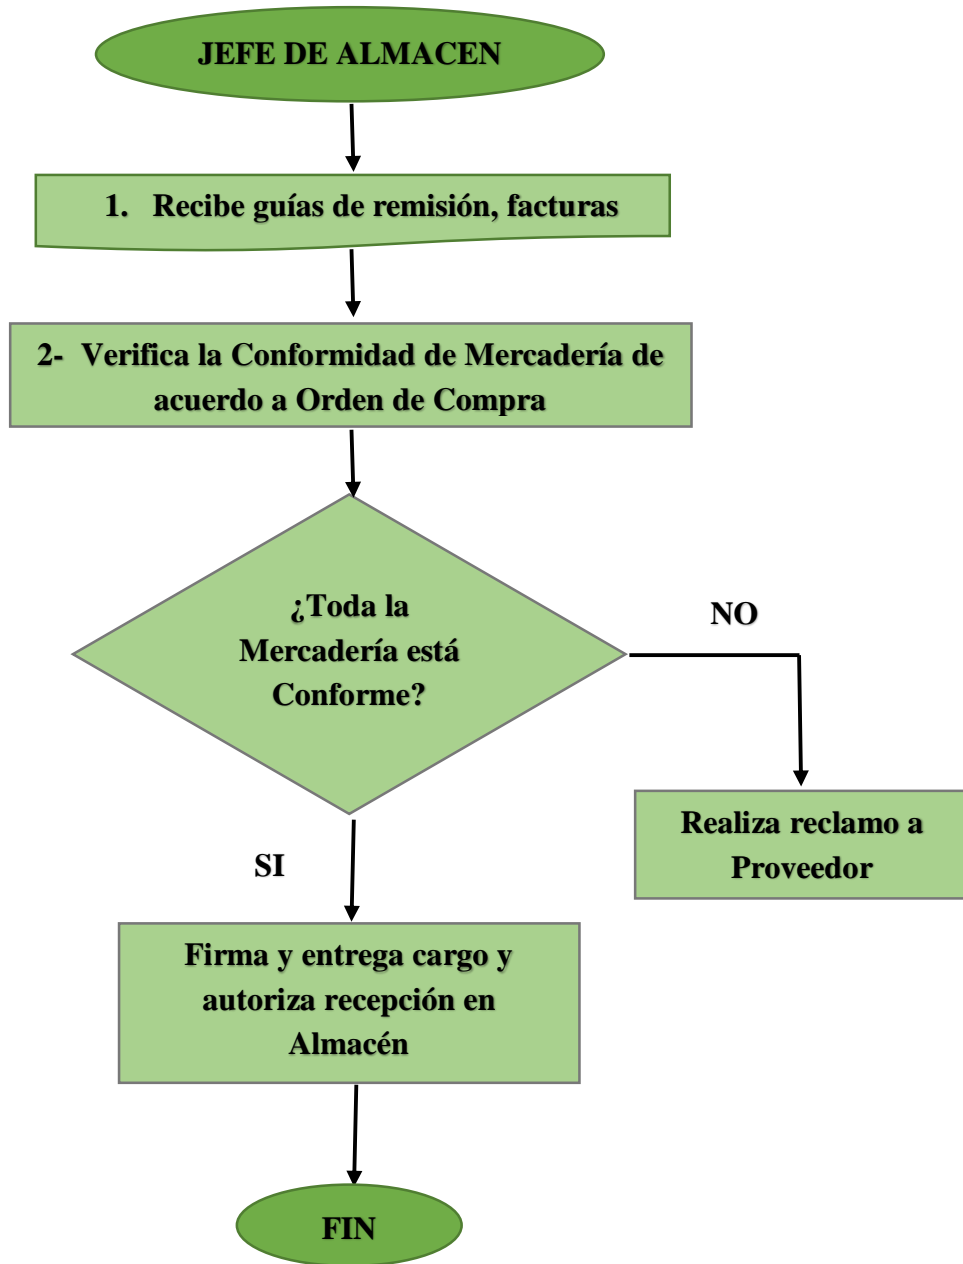 JEFE DE ALMACEN
1. Recibe guías de remisión, facturas
2- Verifica la Conformidad de Mercadería de
acuerdo a Orden de Compra
¿Toda la
Mercadería está
Conforme?
NO
Realiza reclamo a
Proveedor
SI
Firma y entrega cargo y
autoriza recepción en
Almacén
FIN